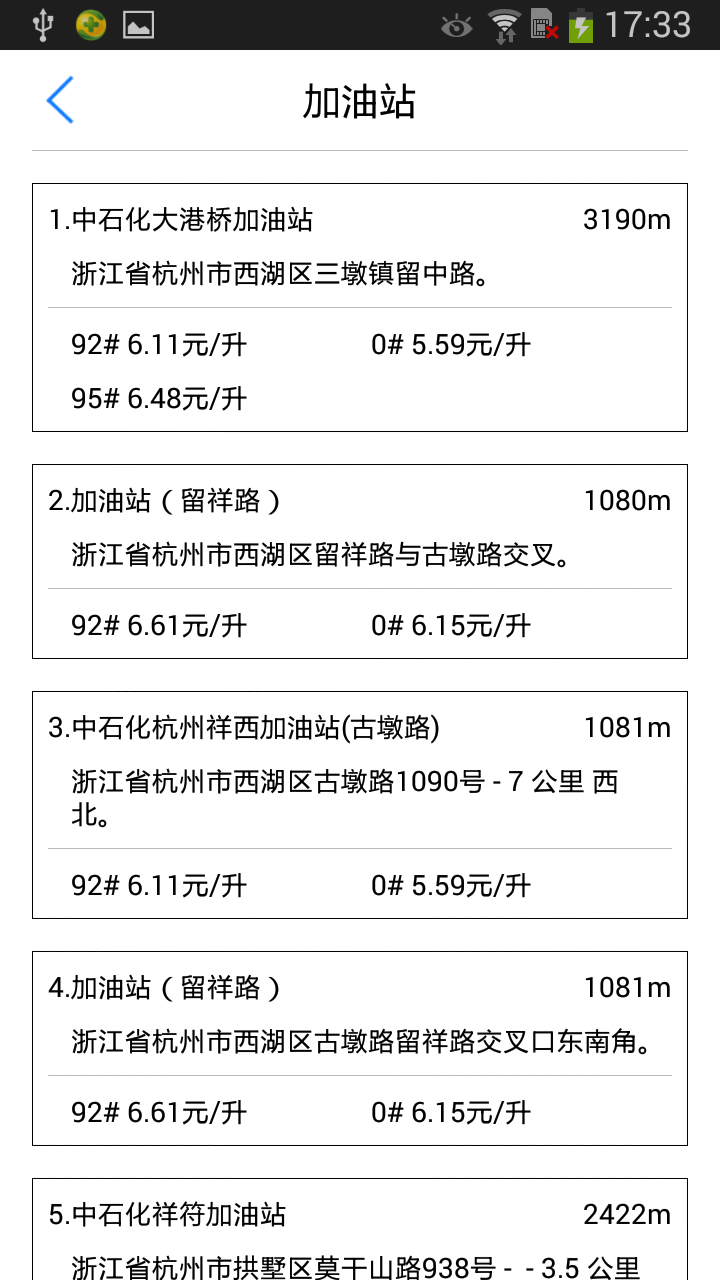 17:33
加油站
1.中石化大港桥加油站 3190m
浙江省杭州市西湖区三墩镇留中路。
92# 6.11元/升 0# 5.59元/升
95# 6.48元/升
2.加油站（留祥路） 1080m
浙江省杭州市西湖区留祥路与古墩路交叉。
92# 6.61元/升 0# 6.15元/升
3.中石化杭州祥西加油站(古墩路) 1081m
浙江省杭州市西湖区古墩路1090号 - 7 公里 西
北。
92# 6.11元/升 0# 5.59元/升
4.加油站（留祥路） 1081m
浙江省杭州市西湖区古墩路留祥路交叉口东南角。
92# 6.61元/升 0# 6.15元/升
5.中石化祥符加油站 2422m
浙江省杭州市拱墅区莫干山路938号 -  - 3.5 公里